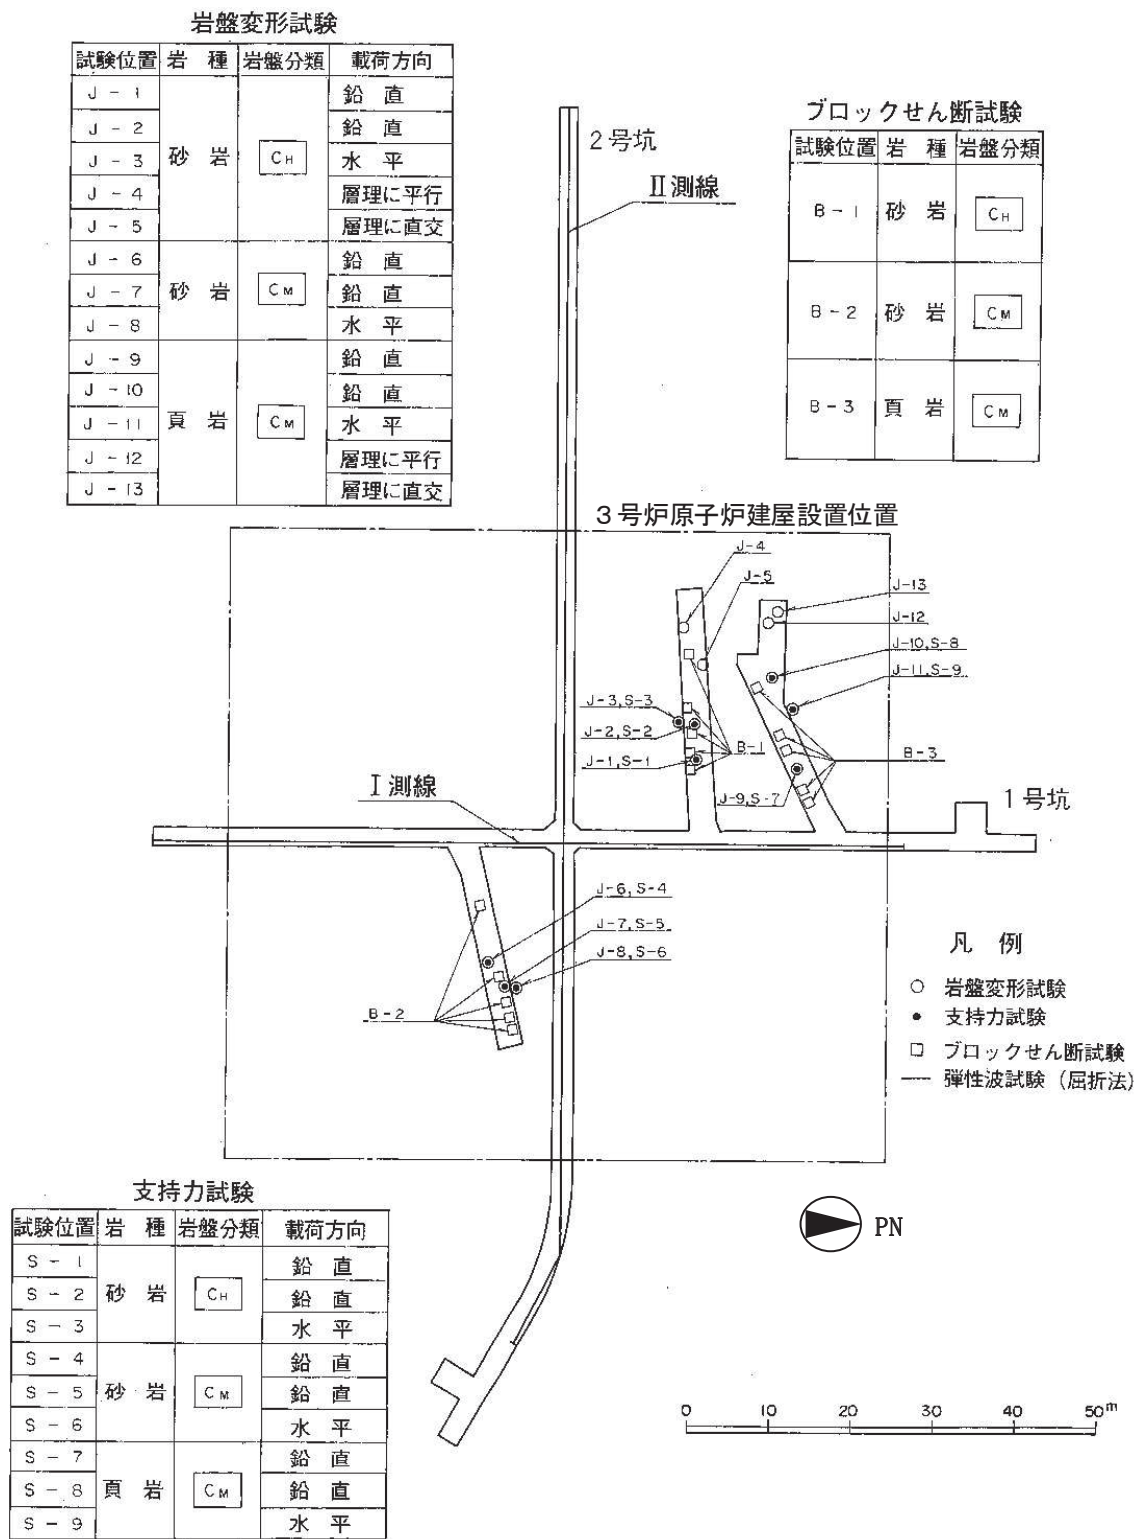 岩盤変形試験
試験位置 岩種 岩盤分類 載荷方向
J-1 砂岩 CH 鉛直
J-2 鉛直
J-3 水平
J-4 層理に平行
J-5 層理に直交
J-6 砂岩 CM 鉛直
J-7 鉛直
J-8 水平
J-9 頁岩 CM 鉛直
J-10 鉛直
J-11 水平
J-12 層理に平行
J-13 層理に直交
ブロックせん断試験
試験位置 岩種 岩盤分類
B-1 砂岩 CH
B-2 砂岩 CM
B-3 頁岩 CM
2号坑
Ⅱ測線
3号炉原子炉建屋設置位置
J-4
J-5
J-13
J-12
J-10,S-8
J-11,S-9
J-3,S-3
J-2,S-2
J-1,S-1
B-1
B-3
J-9,S-7
Ⅰ測線
1号坑
J-6,S-4
J-7,S-5
J-8,S-6
B-2
凡例
岩盤変形試験
支持力試験
ブロックせん断試験
弾性波試験(屈折法)
支持力試験
試験位置 岩種 岩盤分類 載荷方向
S-1 砂岩 CH 鉛直
S-2 鉛直
S-3 水平
S-4 砂岩 CM 鉛直
S-5 鉛直
S-6 水平
S-7 頁岩 CM 鉛直
S-8 鉛直
S-9 水平
PN
0 10 20 30 40 50m